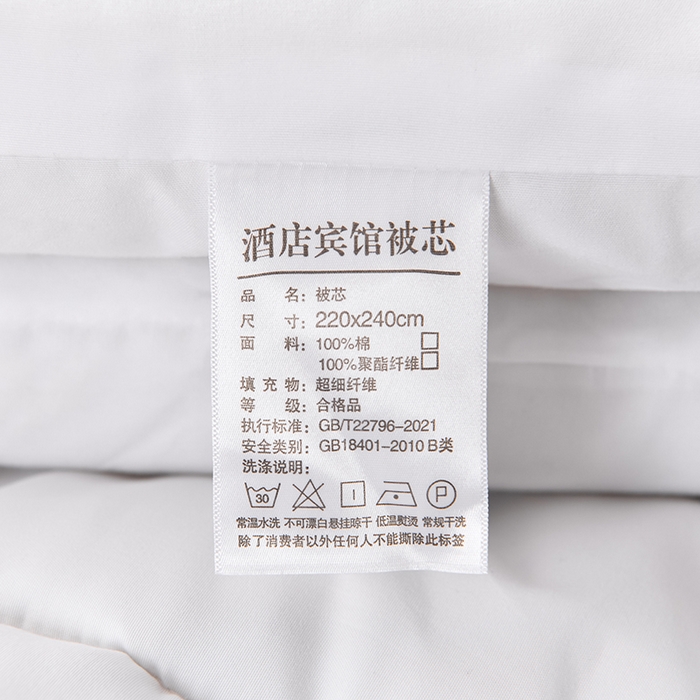 酒店宾馆被芯
品 名：被芯
尺 寸：220x240cm
面 料：100%棉
100%聚酯纤维
填 充 物：超细纤维
等 级：合格品
执行标准：GB/T22796-2021
安全类别：GB18401-2010 B类
洗涤说明：
30 P
常温水洗 不可漂白 悬挂晾干 低温熨烫 常规干洗
除了消费者以外任何人不能撕除此标签